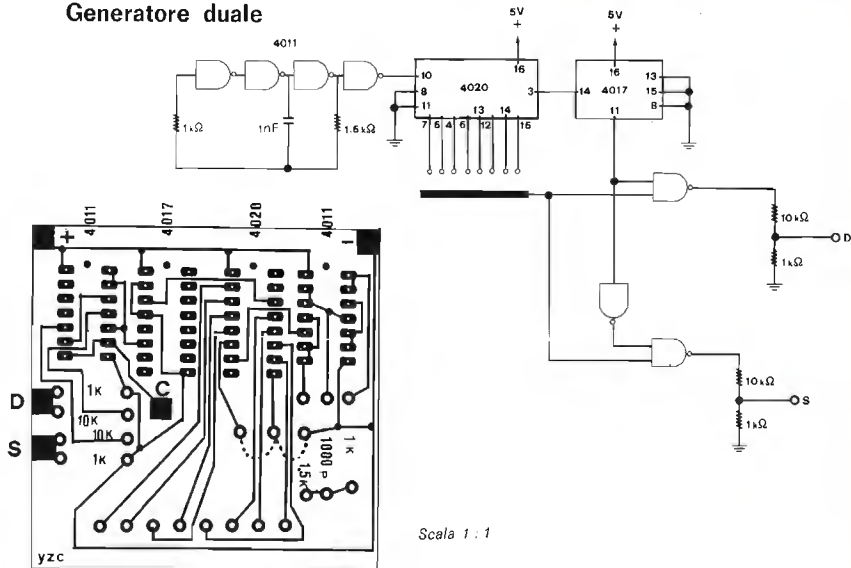 Generatore duale
4011
1kΩ
1nF
1.5kΩ
5V
+
16
10
4020
8
11
3
13
14
7
5
4
6
12
15
5V
+
16
14
4017
13
15
8
11
10kΩ
D
1kΩ
10kΩ
S
1kΩ
4011
4017
4020
4011
+
-
D
S
1K
10K
10K
1K
C
1K
1000 P
1,5K
yzc
Scala 1 : 1